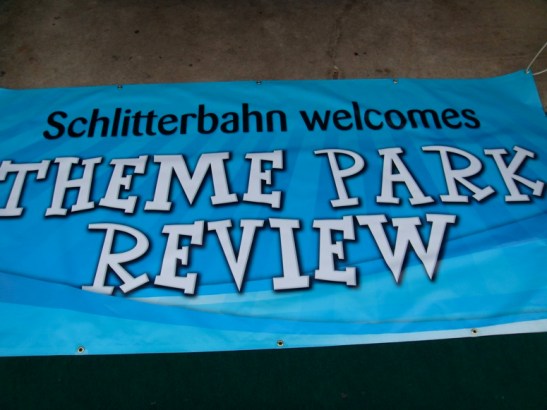 Schlitterbahn welcomes
THEME PARK
REVIEW